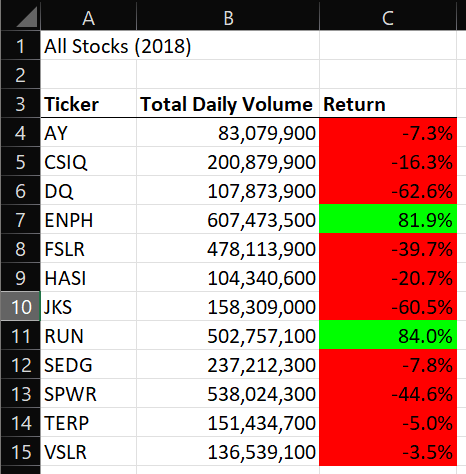 A B C
1 All Stocks (2018)
2
3 Ticker Total Daily Volume Return
4 AY 83,079,900 -7.3%
5 CSIQ 200,879,900 -16.3%
6 DQ 107,873,900 -62.6%
7 ENPH 607,473,500 81.9%
8 FSLR 478,113,900 -39.7%
9 HASI 104,340,600 -20.7%
10 JKS 158,309,000 -60.5%
11 RUN 502,757,100 84.0%
12 SEDG 237,212,300 -7.8%
13 SPWR 538,024,300 -44.6%
14 TERP 151,434,700 -5.0%
15 VSLR 136,539,100 -3.5%